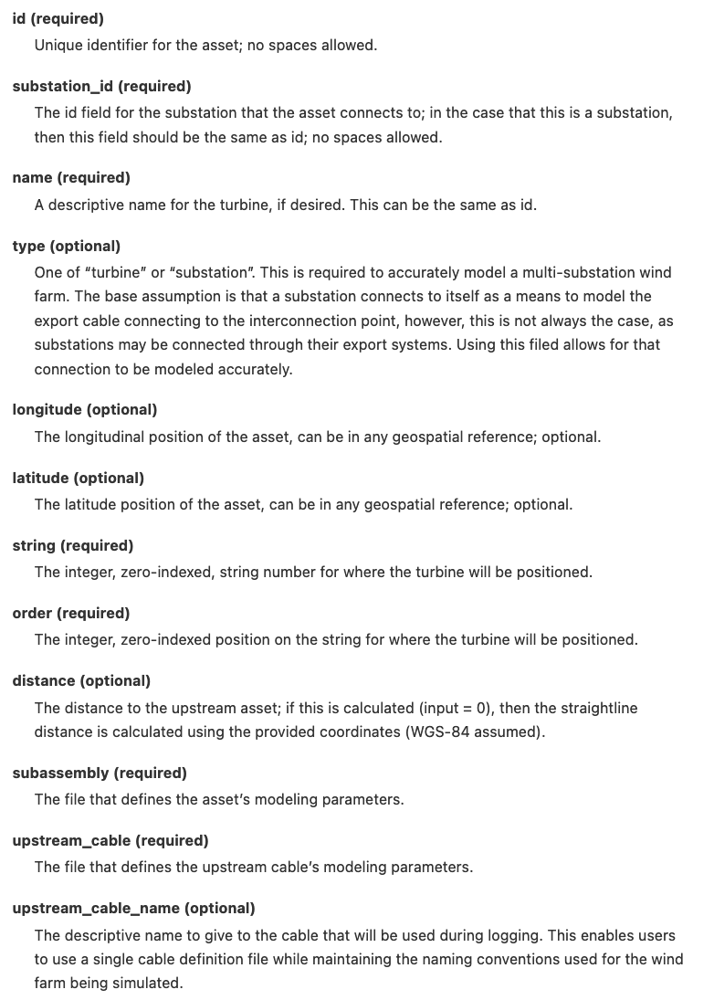 id (required)
Unique identifier for the asset; no spaces allowed.
substation_id (required)
The id field for the substation that the asset connects to; in the case that this is a substation,
then this field should be the same as id; no spaces allowed.
name (required)
A descriptive name for the turbine, if desired. This can be the same as id.
type (optional)
One of “turbine” or “substation”. This is required to accurately model a multi-substation wind
farm. The base assumption is that a substation connects to itself as a means to model the
export cable connecting to the interconnection point, however, this is not always the case, as
substations may be connected through their export systems. Using this filed allows for that
connection to be modeled accurately.
longitude (optional)
The longitudinal position of the asset, can be in any geospatial reference; optional.
latitude (optional)
The latitude position of the asset, can be in any geospatial reference; optional.
string (required)
The integer, zero-indexed, string number for where the turbine will be positioned.
order (required)
The integer, zero-indexed position on the string for where the turbine will be positioned.
distance (optional)
The distance to the upstream asset; if this is calculated (input = 0), then the straightline
distance is calculated using the provided coordinates (WGS-84 assumed).
subassembly (required)
The file that defines the asset’s modeling parameters.
upstream_cable (required)
The file that defines the upstream cable’s modeling parameters.
upstream_cable_name (optional)
The descriptive name to give to the cable that will be used during logging. This enables users
to use a single cable definition file while maintaining the naming conventions used for the wind
farm being simulated.